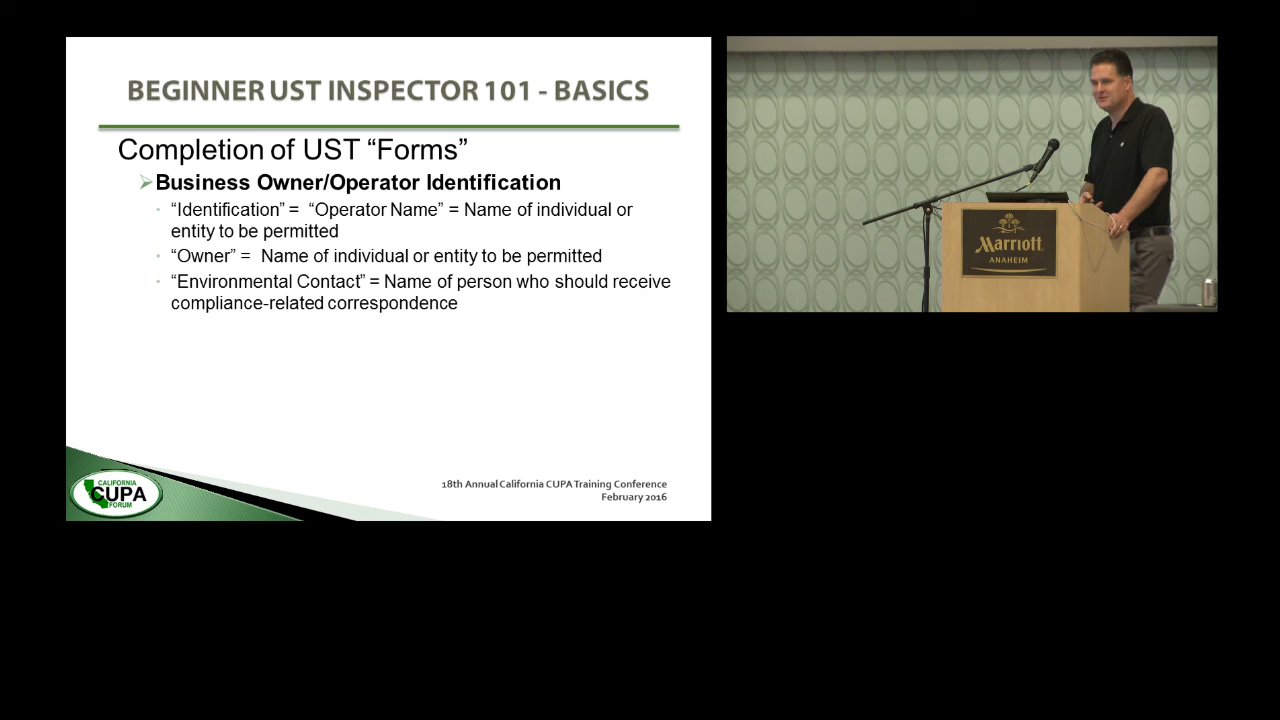 BEGINNER UST INSPECTOR 101 - BASICS
Completion of UST “Forms”
Business Owner/Operator Identification
“Identification” = “Operator Name” = Name of individual or
entity to be permitted
“Owner” = Name of individual or entity to be permitted
“Environmental Contact” = Name of person who should receive
compliance-related correspondence
CALIFORNIA
CUPA
FORUM
18th Annual California CUPA Training Conference
February 2016
Marriott
ANAHEIM